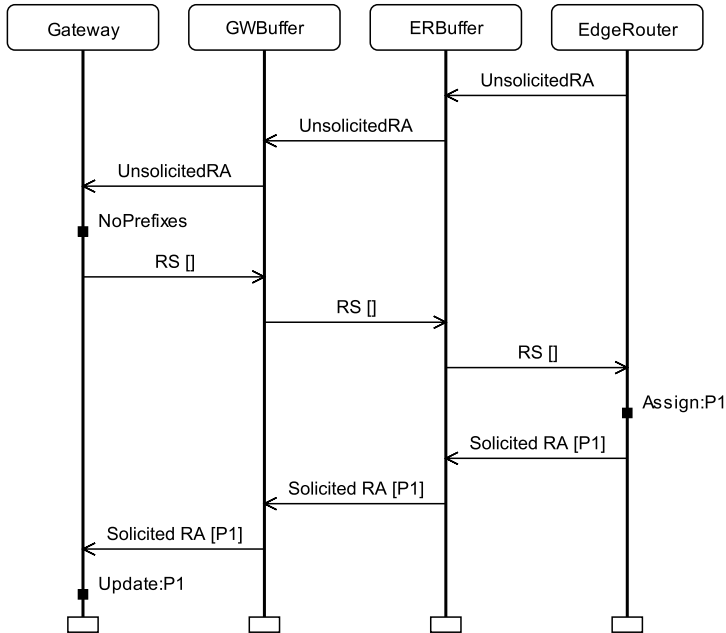 Gateway
GWBuffer
ERBuffer
EdgeRouter
UnsolicitedRA
UnsolicitedRA
UnsolicitedRA
NoPrefixes
RS []
RS []
RS []
Assign:P1
Solicited RA [P1]
Solicited RA [P1]
Solicited RA [P1]
Update:P1